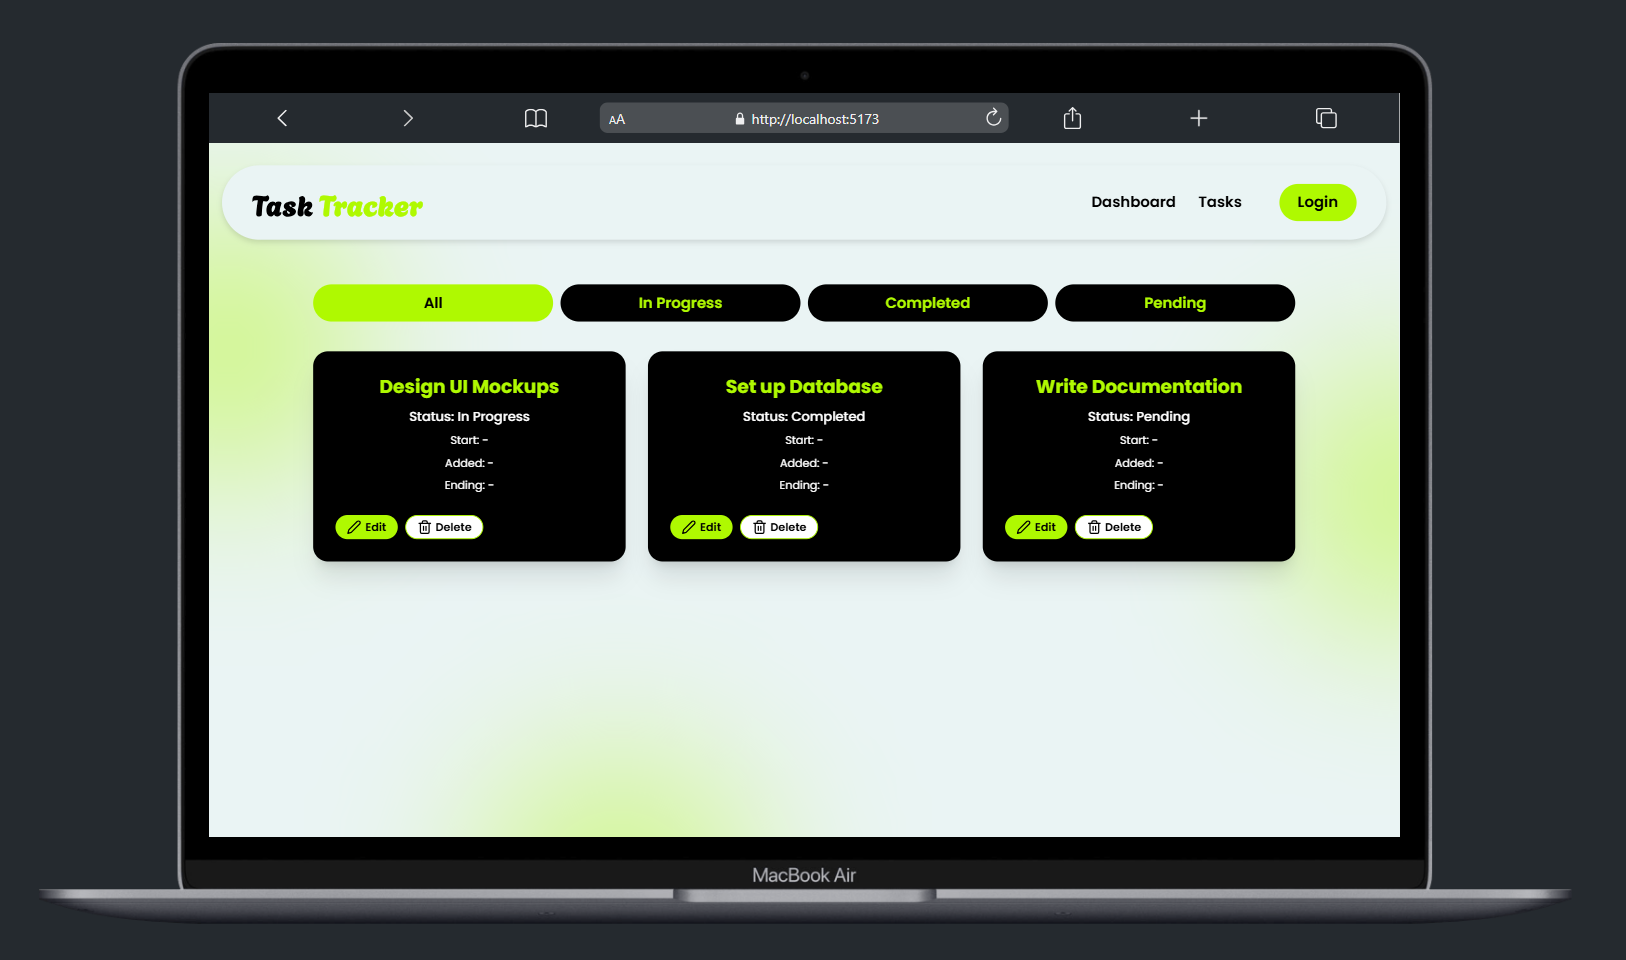 AA http://localhost:5173
Task Tracker Dashboard Tasks Login
All In Progress Completed Pending
Design UI Mockups
Status: In Progress
Start: -
Added: -
Ending: -
Edit Delete
Set up Database
Status: Completed
Start: -
Added: -
Ending: -
Edit Delete
Write Documentation
Status: Pending
Start: -
Added: -
Ending: -
Edit Delete
MacBook Air